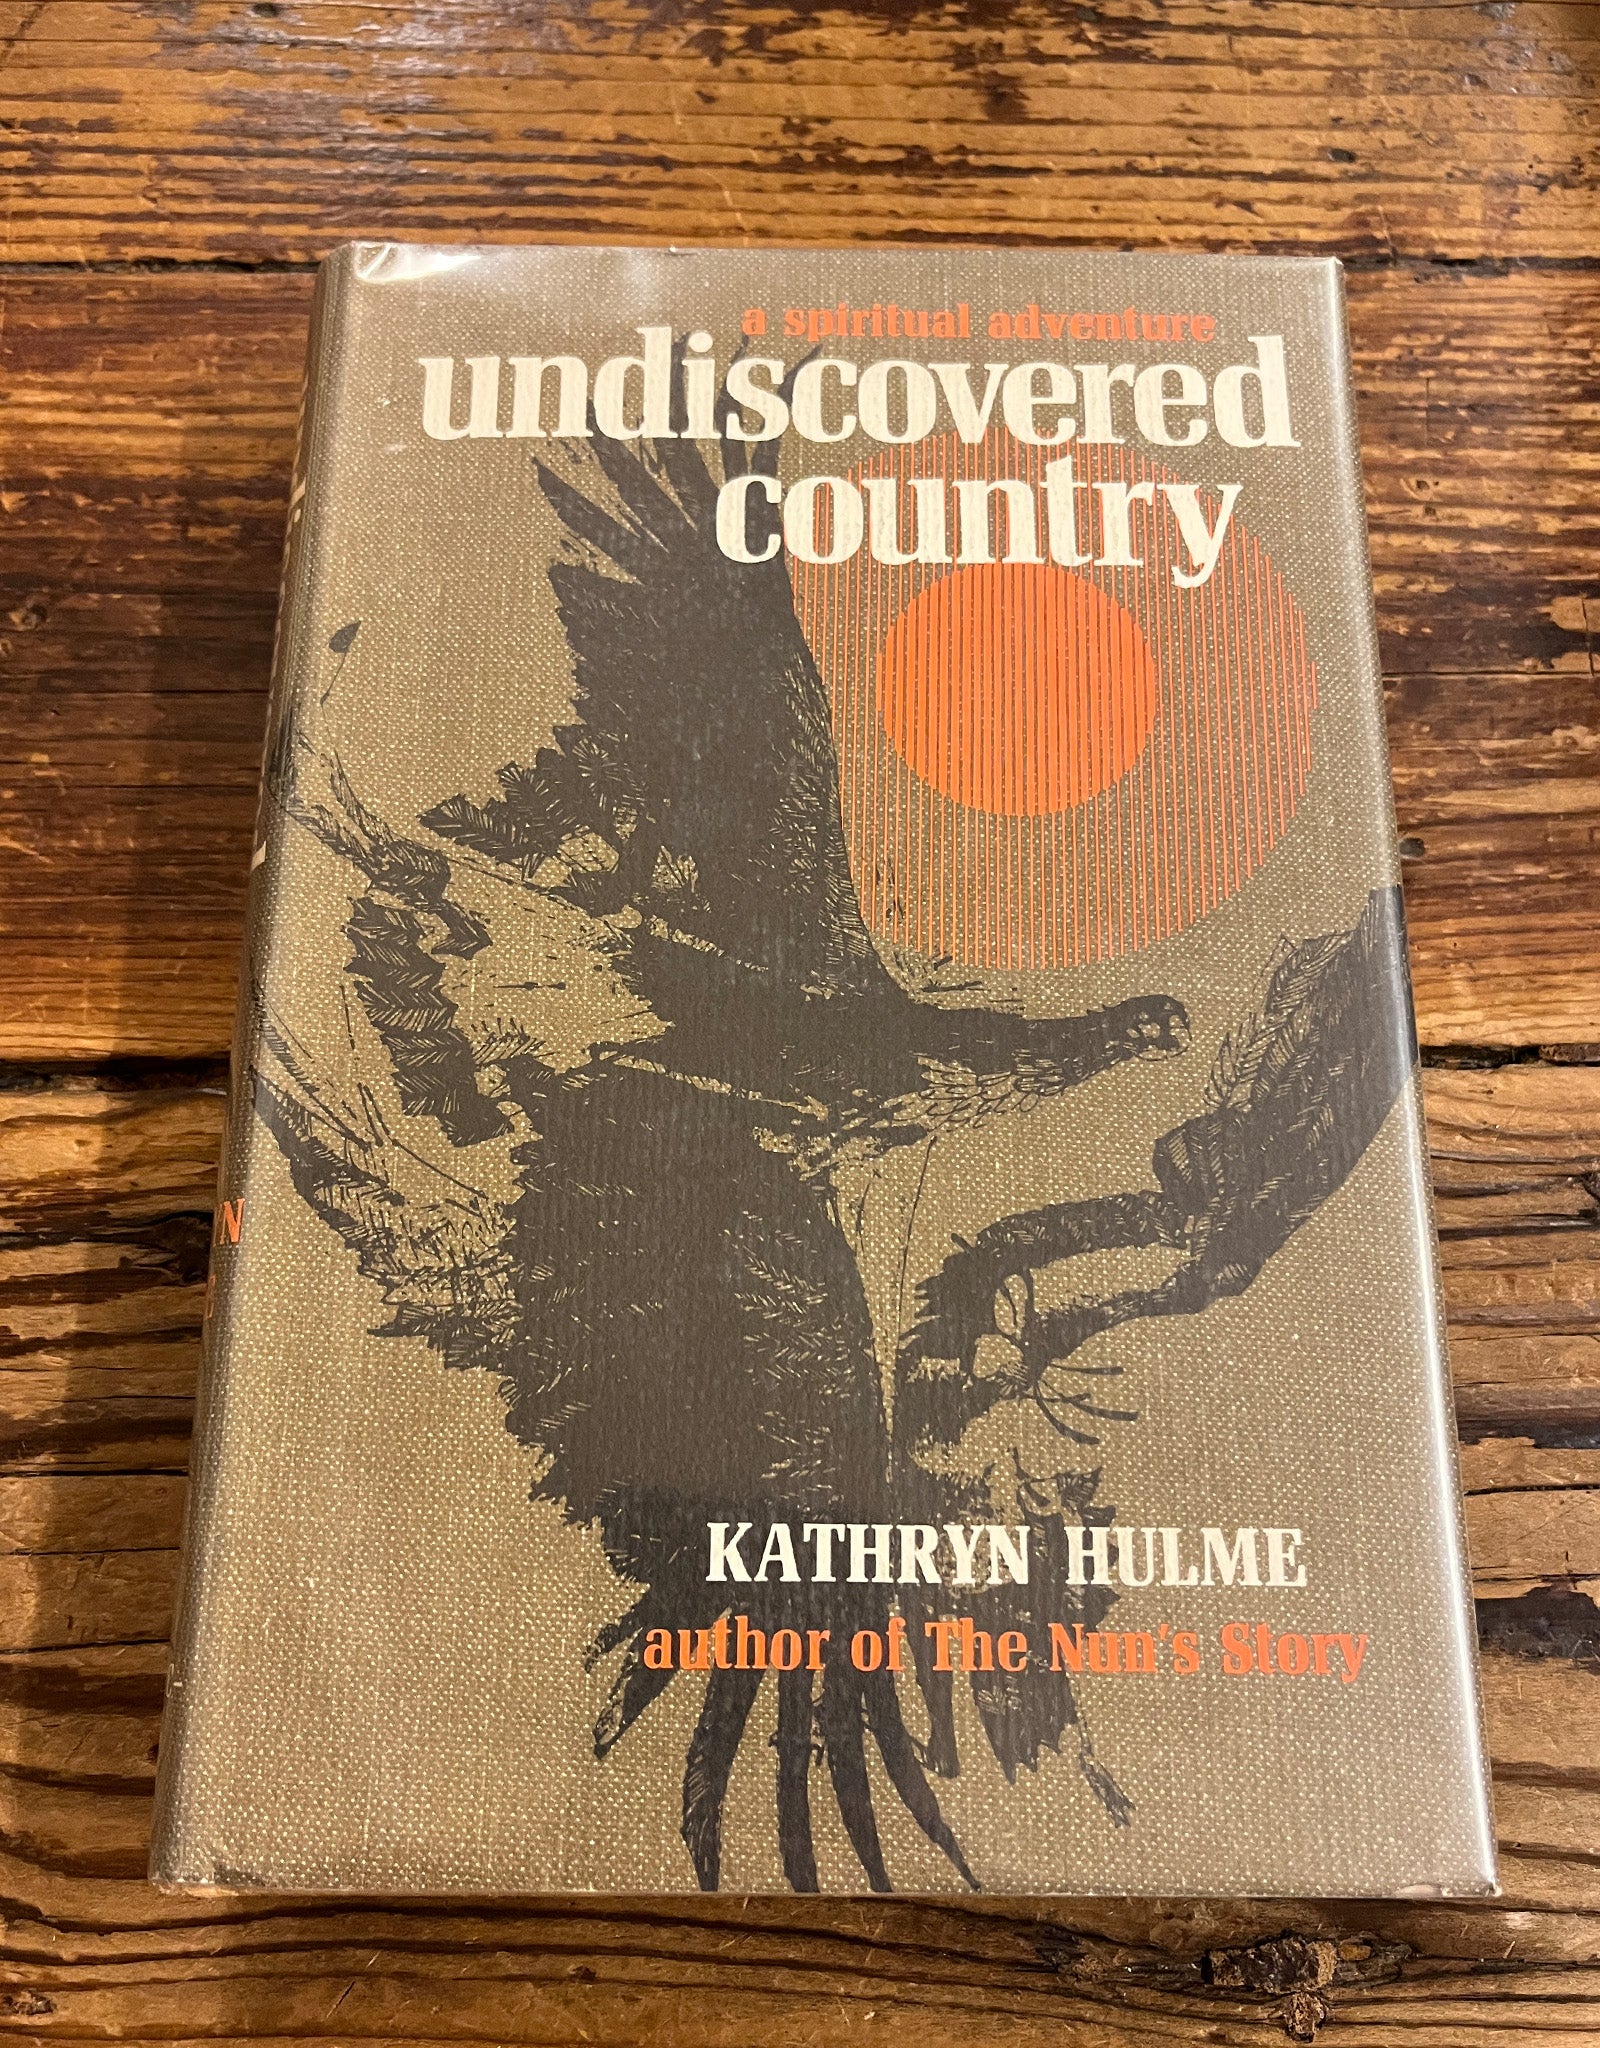 a spiritual adventure
undiscovered
country
KATHRYN HULME
author of The Nun's Story